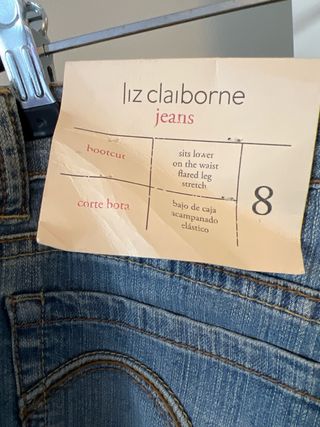 liz claiborne
jeans
bootcut
sits lower
on the waist
flared leg
stretch
8
corte bota
bajo de caja
acampanado
elástico